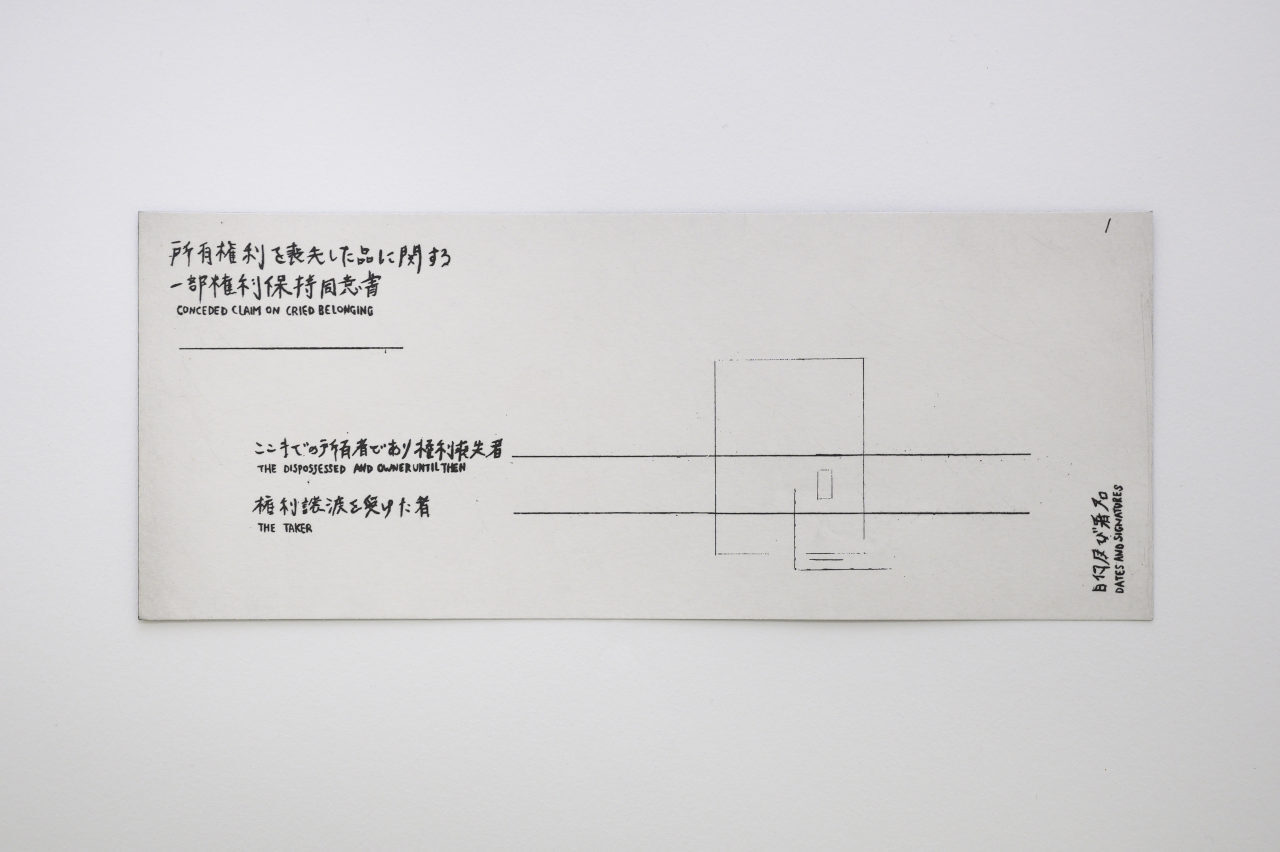 所有権利を喪失した品に関する
一部権利保持同意書
CONCEDED CLAIM ON CRIED BELONGING
ここまでの所有者であり権利喪失者
THE DISPOSSESSED AND OWNER UNTIL THEN
権利譲渡を受けた者
THE TAKER
日付及び署名
DATES AND SIGNATURES